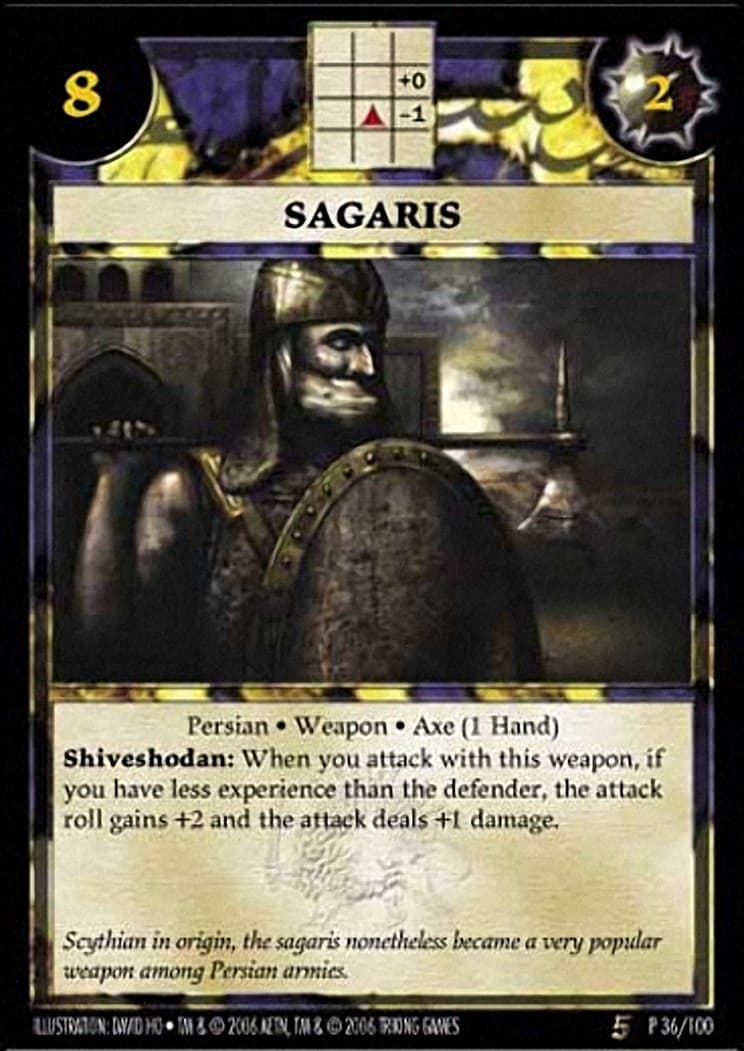 8
+0
-1
2
SAGARIS
Persian • Weapon • Axe (1 Hand)
Shiveshodan: When you attack with this weapon, if
you have less experience than the defender, the attack
roll gains +2 and the attack deals +1 damage.
Scythian in origin, the sagaris nonetheless became a very popular
weapon among Persian armies.
ILLUSTRATION: DAVID HO • TM & © 2006 AETN, TM & © 2006 TRIKING GAMES
5 P 36/100